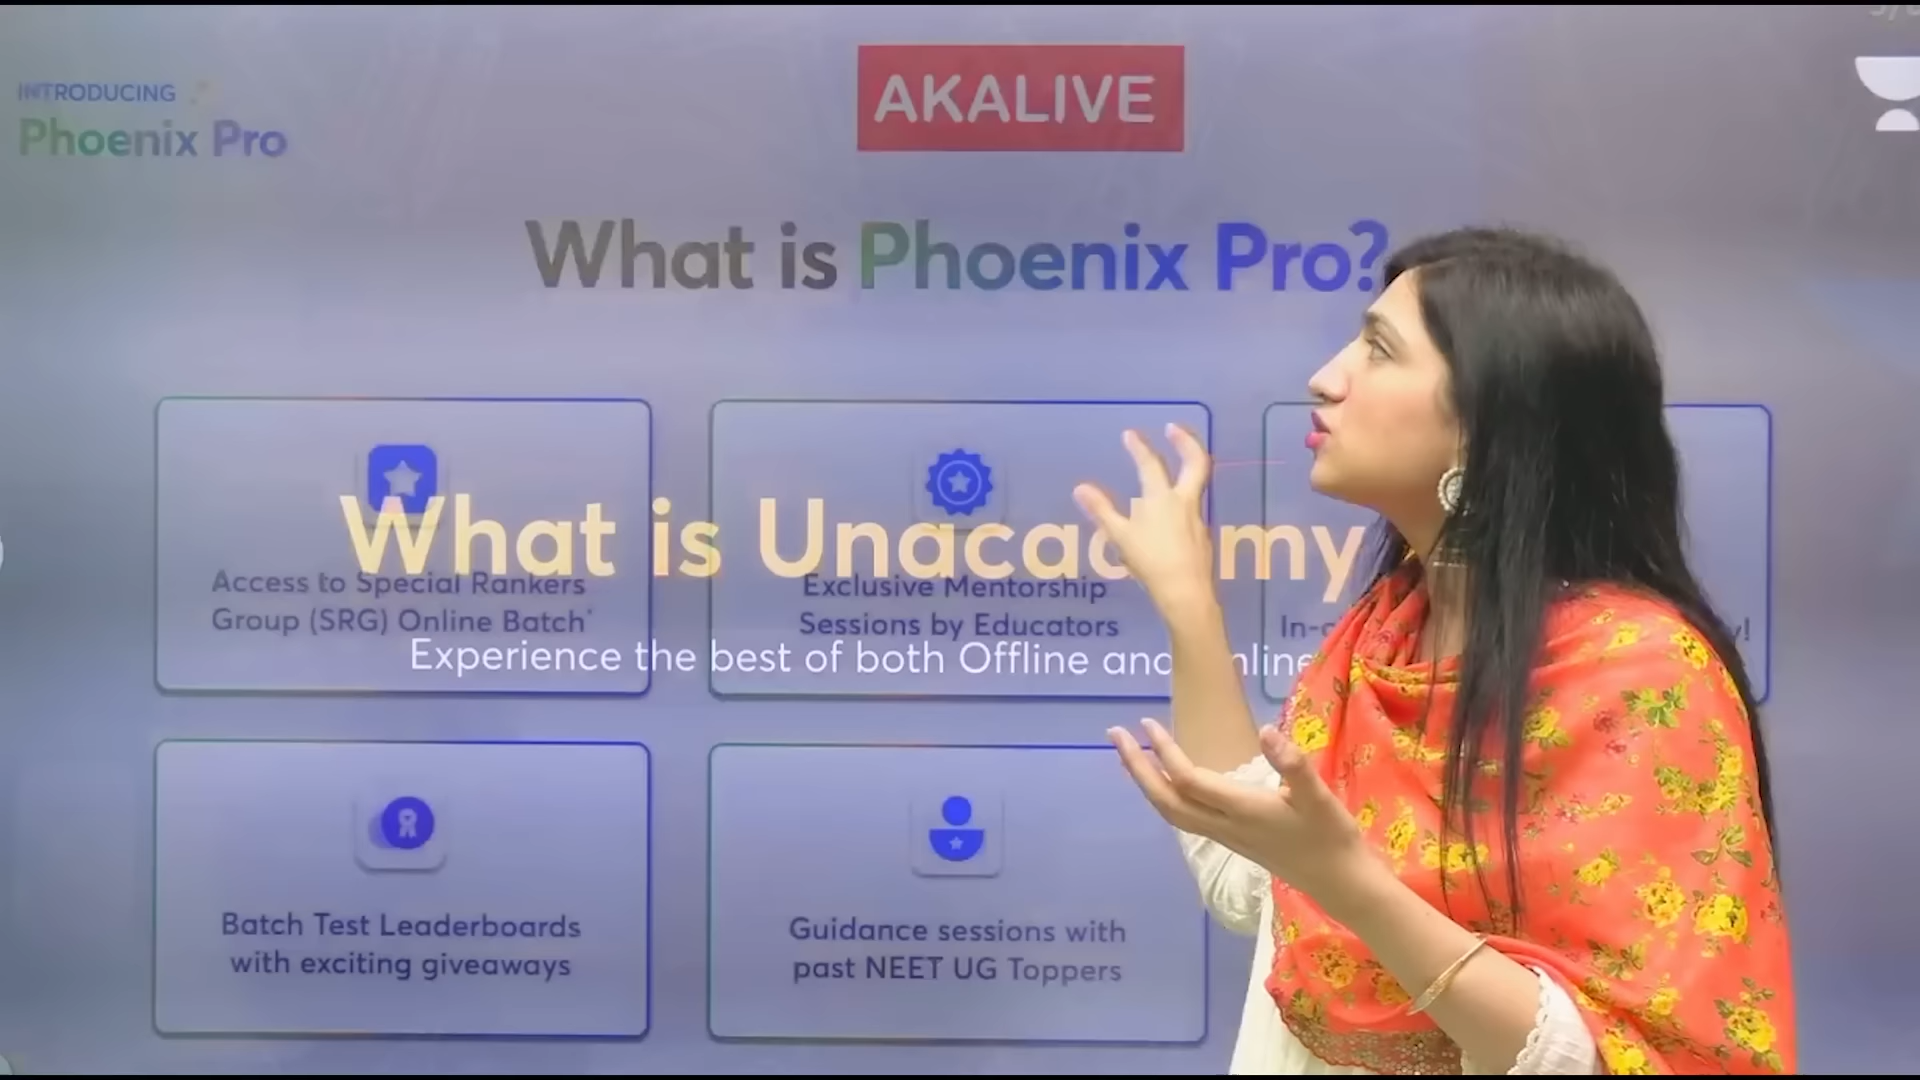 INTRODUCING
Phoenix Pro
AKALIVE
What is Phoenix Pro?
What is Unacademy
Experience the best of both Offline and Online
Access to Special Rankers
Group (SRG) Online Batch*
Exclusive Mentorship
Sessions by Educators
Batch Test Leaderboards
with exciting giveaways
Guidance sessions with
past NEET UG Toppers